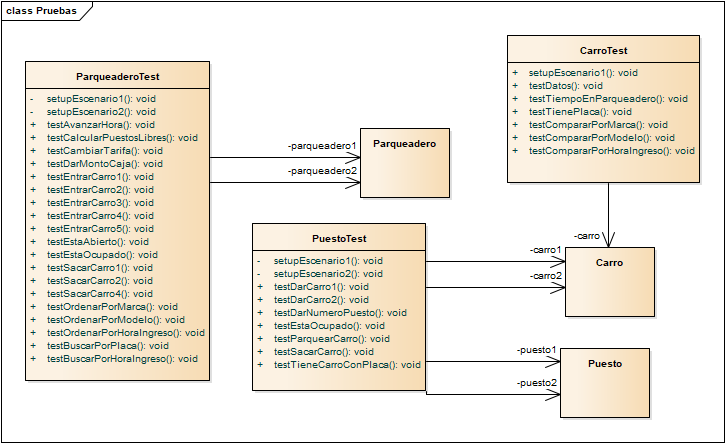 class Pruebas
ParqueaderoTest
- setupEscenario1(): void
- setupEscenario2(): void
+ testAvanzarHora(): void
+ testCalcularPuestosLibres(): void
+ testCambiarTarifa(): void
+ testDarMontoCaja(): void
+ testEntrarCarro1(): void
+ testEntrarCarro2(): void
+ testEntrarCarro3(): void
+ testEntrarCarro4(): void
+ testEntrarCarro5(): void
+ testEstaAbierto(): void
+ testEstaOcupado(): void
+ testSacarCarro1(): void
+ testSacarCarro2(): void
+ testSacarCarro4(): void
+ testOrdenarPorMarca(): void
+ testOrdenarPorModelo(): void
+ testOrdenarPorHoraIngreso(): void
+ testBuscarPorPlaca(): void
+ testBuscarPorHoraIngreso(): void
-parqueadero1
-parqueadero2
Parqueadero
CarroTest
+ setupEscenario1(): void
+ testDatos(): void
+ testTiempoEnParqueadero(): void
+ testTienePlaca(): void
+ testCompararPorMarca(): void
+ testCompararPorModelo(): void
+ testCompararPorHoraIngreso(): void
-carro
PuestoTest
- setupEscenario1(): void
- setupEscenario2(): void
+ testDarCarro1(): void
+ testDarCarro2(): void
+ testDarNumeroPuesto(): void
+ testEstaOcupado(): void
+ testParquearCarro(): void
+ testSacarCarro(): void
+ testTieneCarroConPlaca(): void
-carro1
-carro2
Carro
-puesto1
-puesto2
Puesto